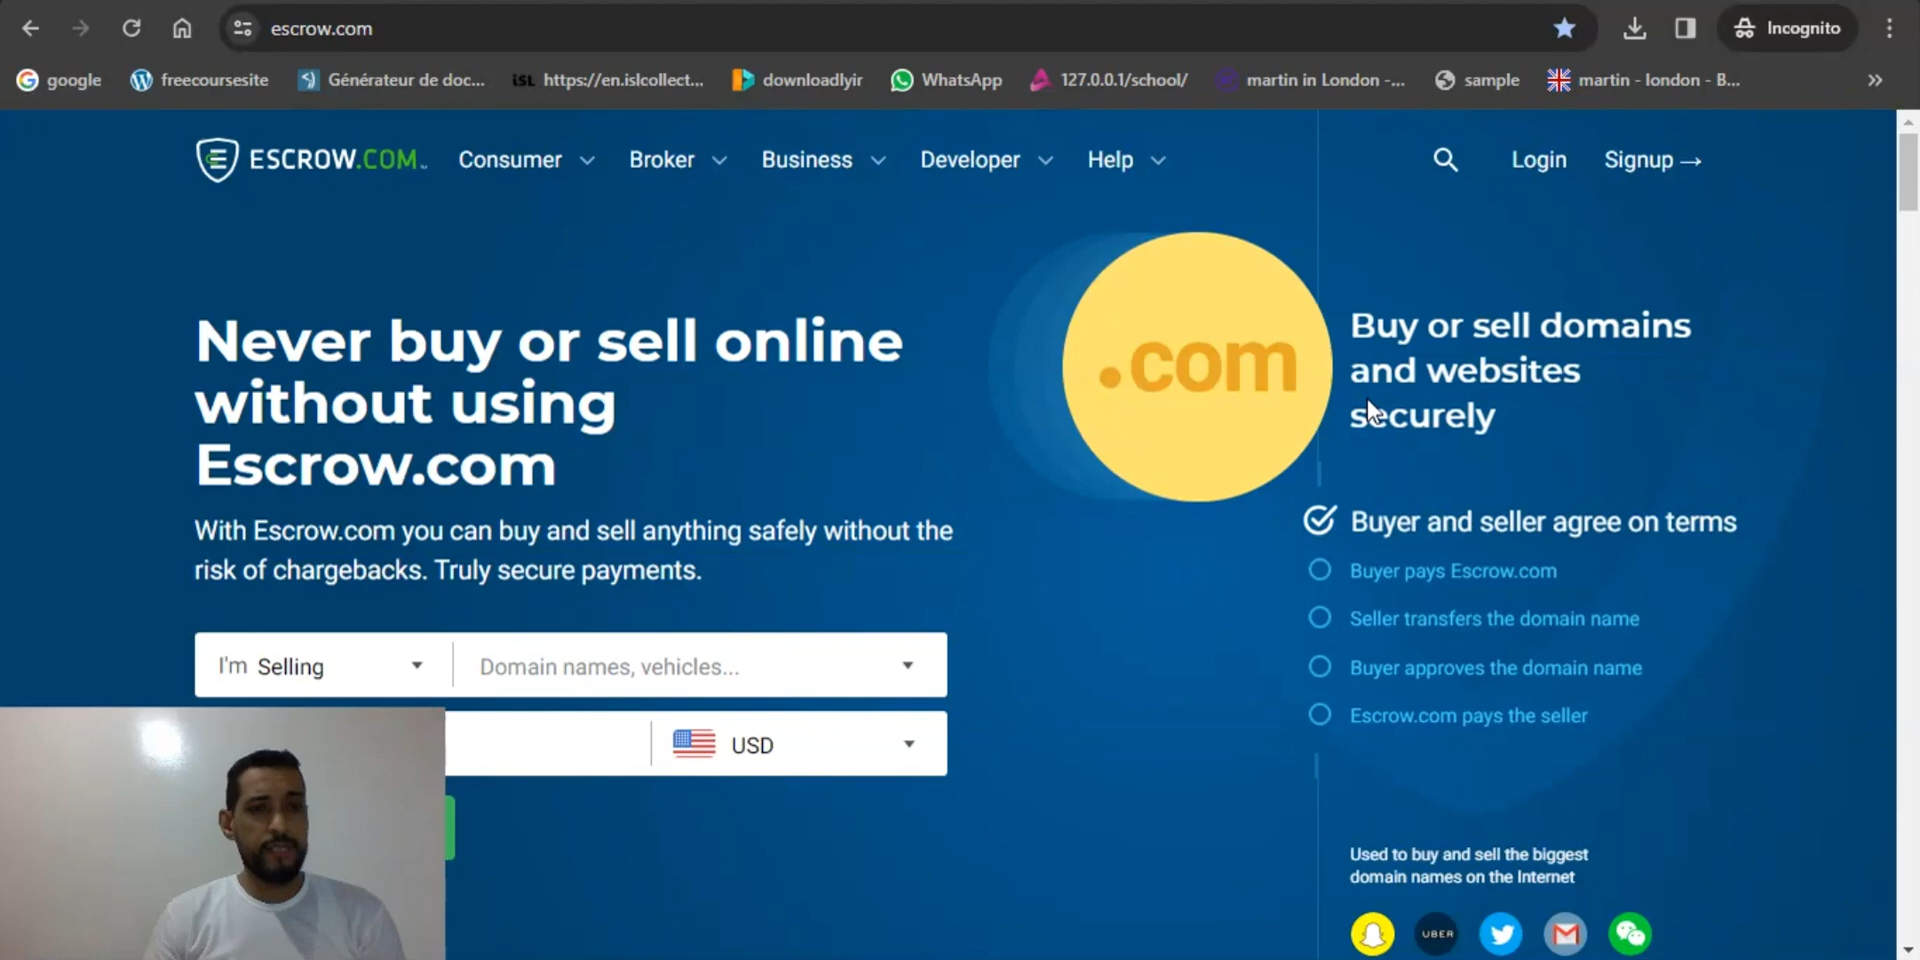 escrow.com
Incognito
google
freecoursesite
Générateur de doc...
ISL https://en.islcollect...
downloadlyir
WhatsApp
127.0.0.1/school/
martin in London -...
sample
martin - london - B...
ESCROW.COM
Consumer
Broker
Business
Developer
Help
Login
Signup →
Never buy or sell online
without using
Escrow.com
With Escrow.com you can buy and sell anything safely without the
risk of chargebacks. Truly secure payments.
I'm Selling
Domain names, vehicles...
USD
.com
Buy or sell domains
and websites
securely
Buyer and seller agree on terms
Buyer pays Escrow.com
Seller transfers the domain name
Buyer approves the domain name
Escrow.com pays the seller
Used to buy and sell the biggest
domain names on the Internet
UBER